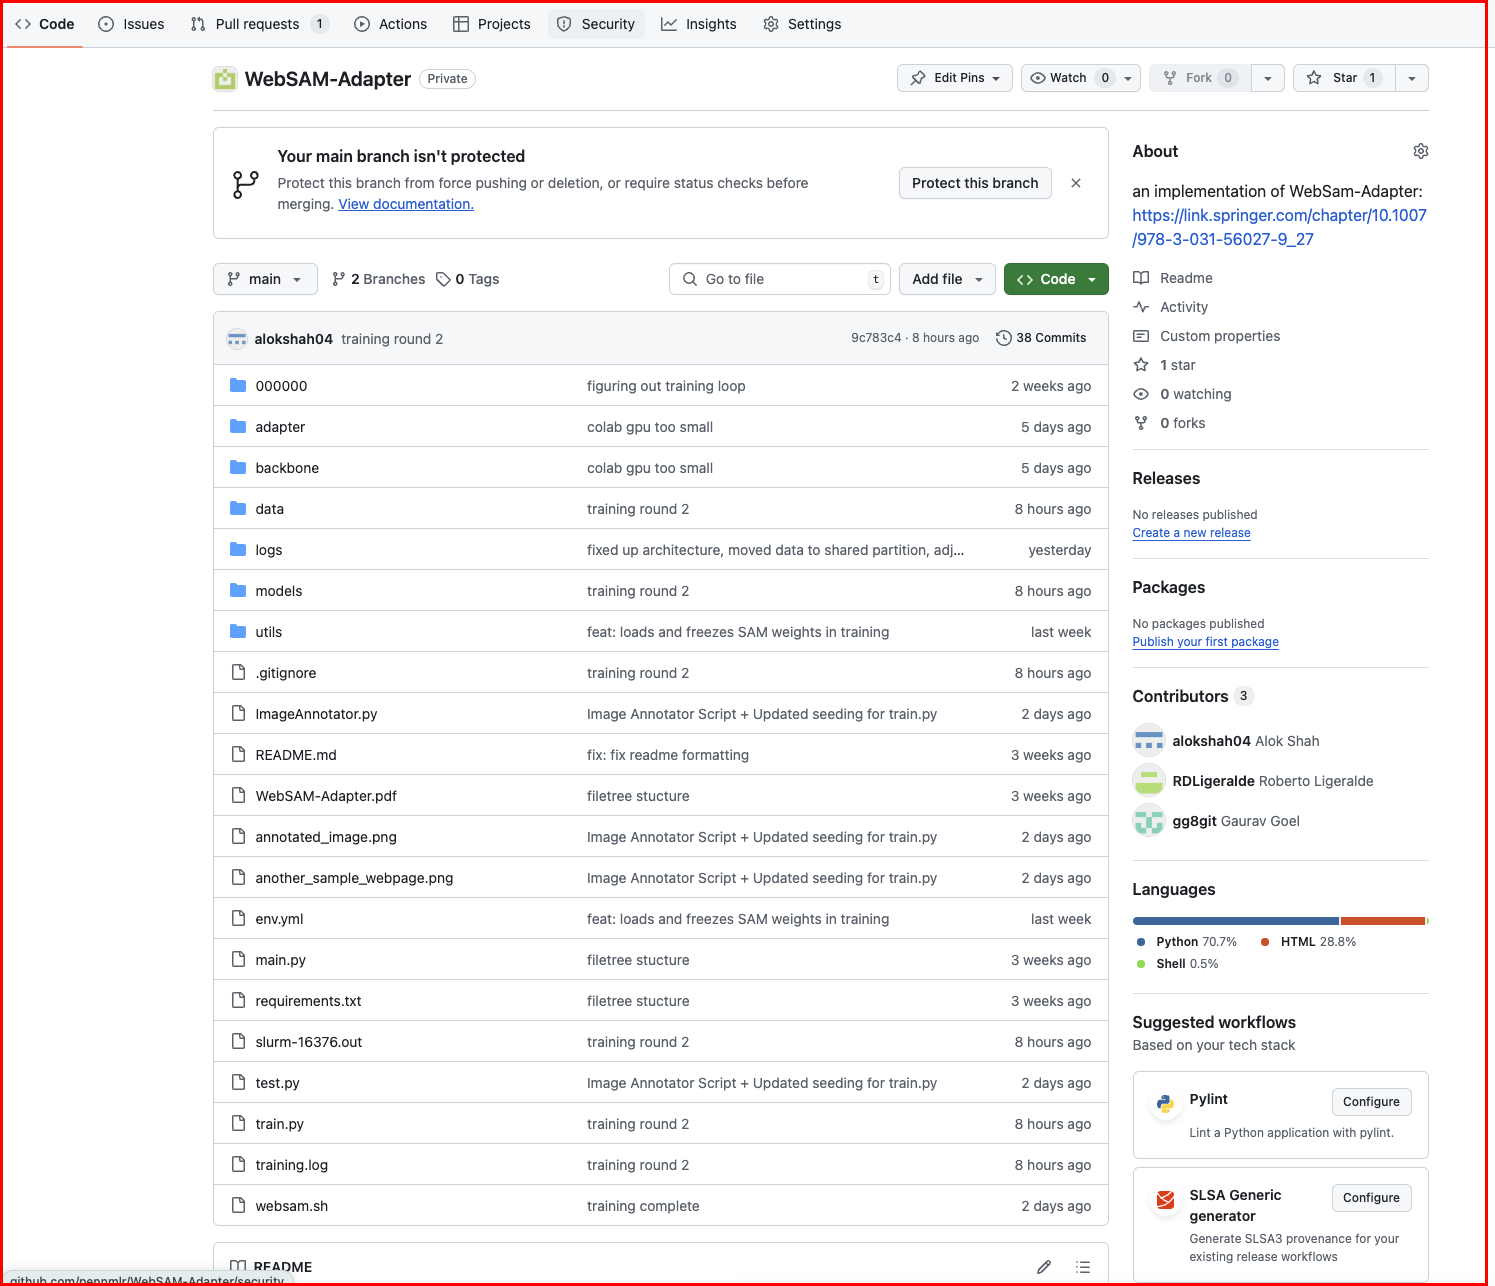 Code Issues Pull requests 1 Actions Projects Security Insights Settings
WebSAM-Adapter Private
Edit Pins Watch 0 Fork 0 Star 1
Your main branch isn't protected
Protect this branch from force pushing or deletion, or require status checks before
merging. View documentation.
Protect this branch
main 2 Branches 0 Tags
Go to file t Add file Code
alokshah04 training round 2 9c783c4 · 8 hours ago 38 Commits
000000 figuring out training loop 2 weeks ago
adapter colab gpu too small 5 days ago
backbone colab gpu too small 5 days ago
data training round 2 8 hours ago
logs fixed up architecture, moved data to shared partition, adj... yesterday
models training round 2 8 hours ago
utils feat: loads and freezes SAM weights in training last week
.gitignore training round 2 8 hours ago
ImageAnnotator.py Image Annotator Script + Updated seeding for train.py 2 days ago
README.md fix: fix readme formatting 3 weeks ago
WebSAM-Adapter.pdf filetree stucture 3 weeks ago
annotated_image.png Image Annotator Script + Updated seeding for train.py 2 days ago
another_sample_webpage.png Image Annotator Script + Updated seeding for train.py 2 days ago
env.yml feat: loads and freezes SAM weights in training last week
main.py filetree stucture 3 weeks ago
requirements.txt filetree stucture 3 weeks ago
slurm-16376.out training round 2 8 hours ago
test.py Image Annotator Script + Updated seeding for train.py 2 days ago
train.py training round 2 8 hours ago
training.log training round 2 8 hours ago
websam.sh training complete 2 days ago
README
github.com/pennmlr/WebSAM-Adapter/security
About
an implementation of WebSam-Adapter:
https://link.springer.com/chapter/10.1007
/978-3-031-56027-9_27
Readme
Activity
Custom properties
1 star
0 watching
0 forks
Releases
No releases published
Create a new release
Packages
No packages published
Publish your first package
Contributors 3
alokshah04 Alok Shah
RDLigeralde Roberto Ligeralde
gg8git Gaurav Goel
Languages
Python 70.7% HTML 28.8%
Shell 0.5%
Suggested workflows
Based on your tech stack
Pylint Configure
Lint a Python application with pylint.
SLSA Generic
generator
Configure
Generate SLSA3 provenance for your
existing release workflows